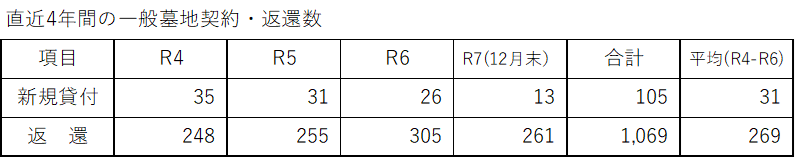 直近4年間の一般墓地契約・返還数
項目 R4 R5 R6 R7(12月末) 合計 平均(R4-R6)
新規貸付 35 31 26 13 105 31
返　還 248 255 305 261 1,069 269